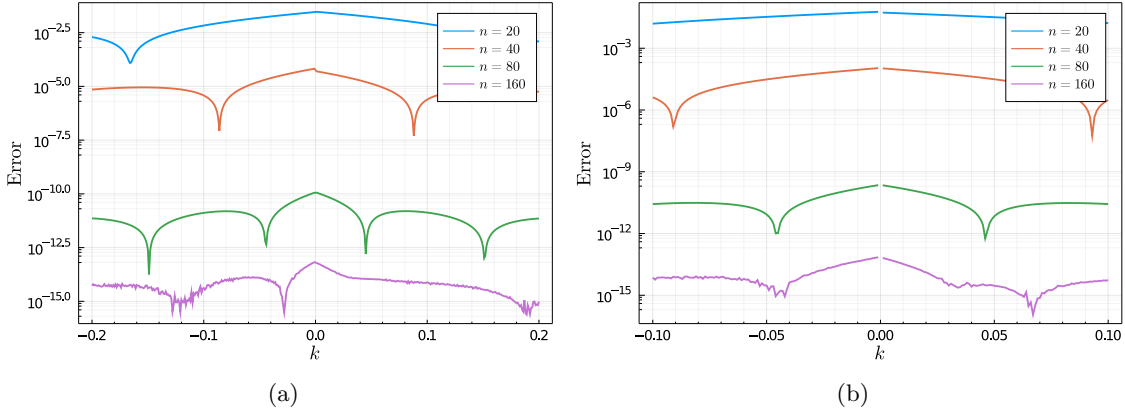 10^{-2.5}
10^{-5.0}
10^{-7.5}
10^{-10.0}
10^{-12.5}
10^{-15.0}
Error
−0.2
−0.1
0.0
0.1
0.2
k
n = 20
n = 40
n = 80
n = 160
(a)
10^{-3}
10^{-6}
10^{-9}
10^{-12}
10^{-15}
Error
−0.10
−0.05
0.00
0.05
0.10
k
n = 20
n = 40
n = 80
n = 160
(b)